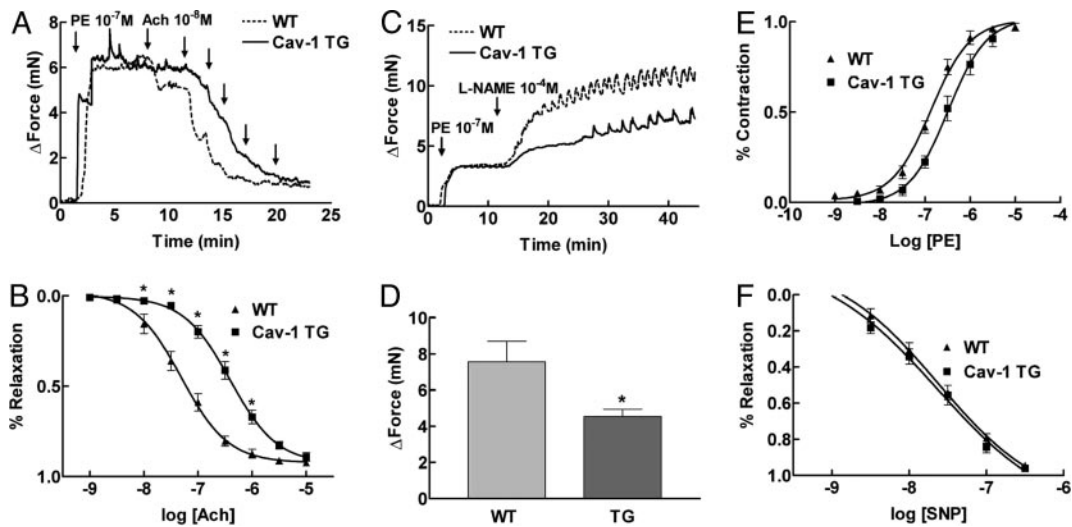 A
PE 10⁻⁷M
Ach 10⁻⁸M
WT
Cav-1 TG
ΔForce (mN)
8
6
4
2
0
0 5 10 15 20 25
Time (min)
C
WT
Cav-1 TG
L-NAME 10⁻⁴M
PE 10⁻⁷M
ΔForce (mN)
15
10
5
0
0 10 20 30 40
Time (min)
E
WT
Cav-1 TG
% Contraction
1.0
0.5
0.0
-10 -9 -8 -7 -6 -5 -4
Log [PE]
B
* * * * *
WT
Cav-1 TG
% Relaxation
0.0
0.5
1.0
-9 -8 -7 -6 -5
log [Ach]
D
ΔForce (mN)
10
8
6
4
2
0
*
WT TG
F
WT
Cav-1 TG
% Relaxation
0.0
0.2
0.4
0.6
0.8
1.0
-9 -8 -7 -6
log [SNP]